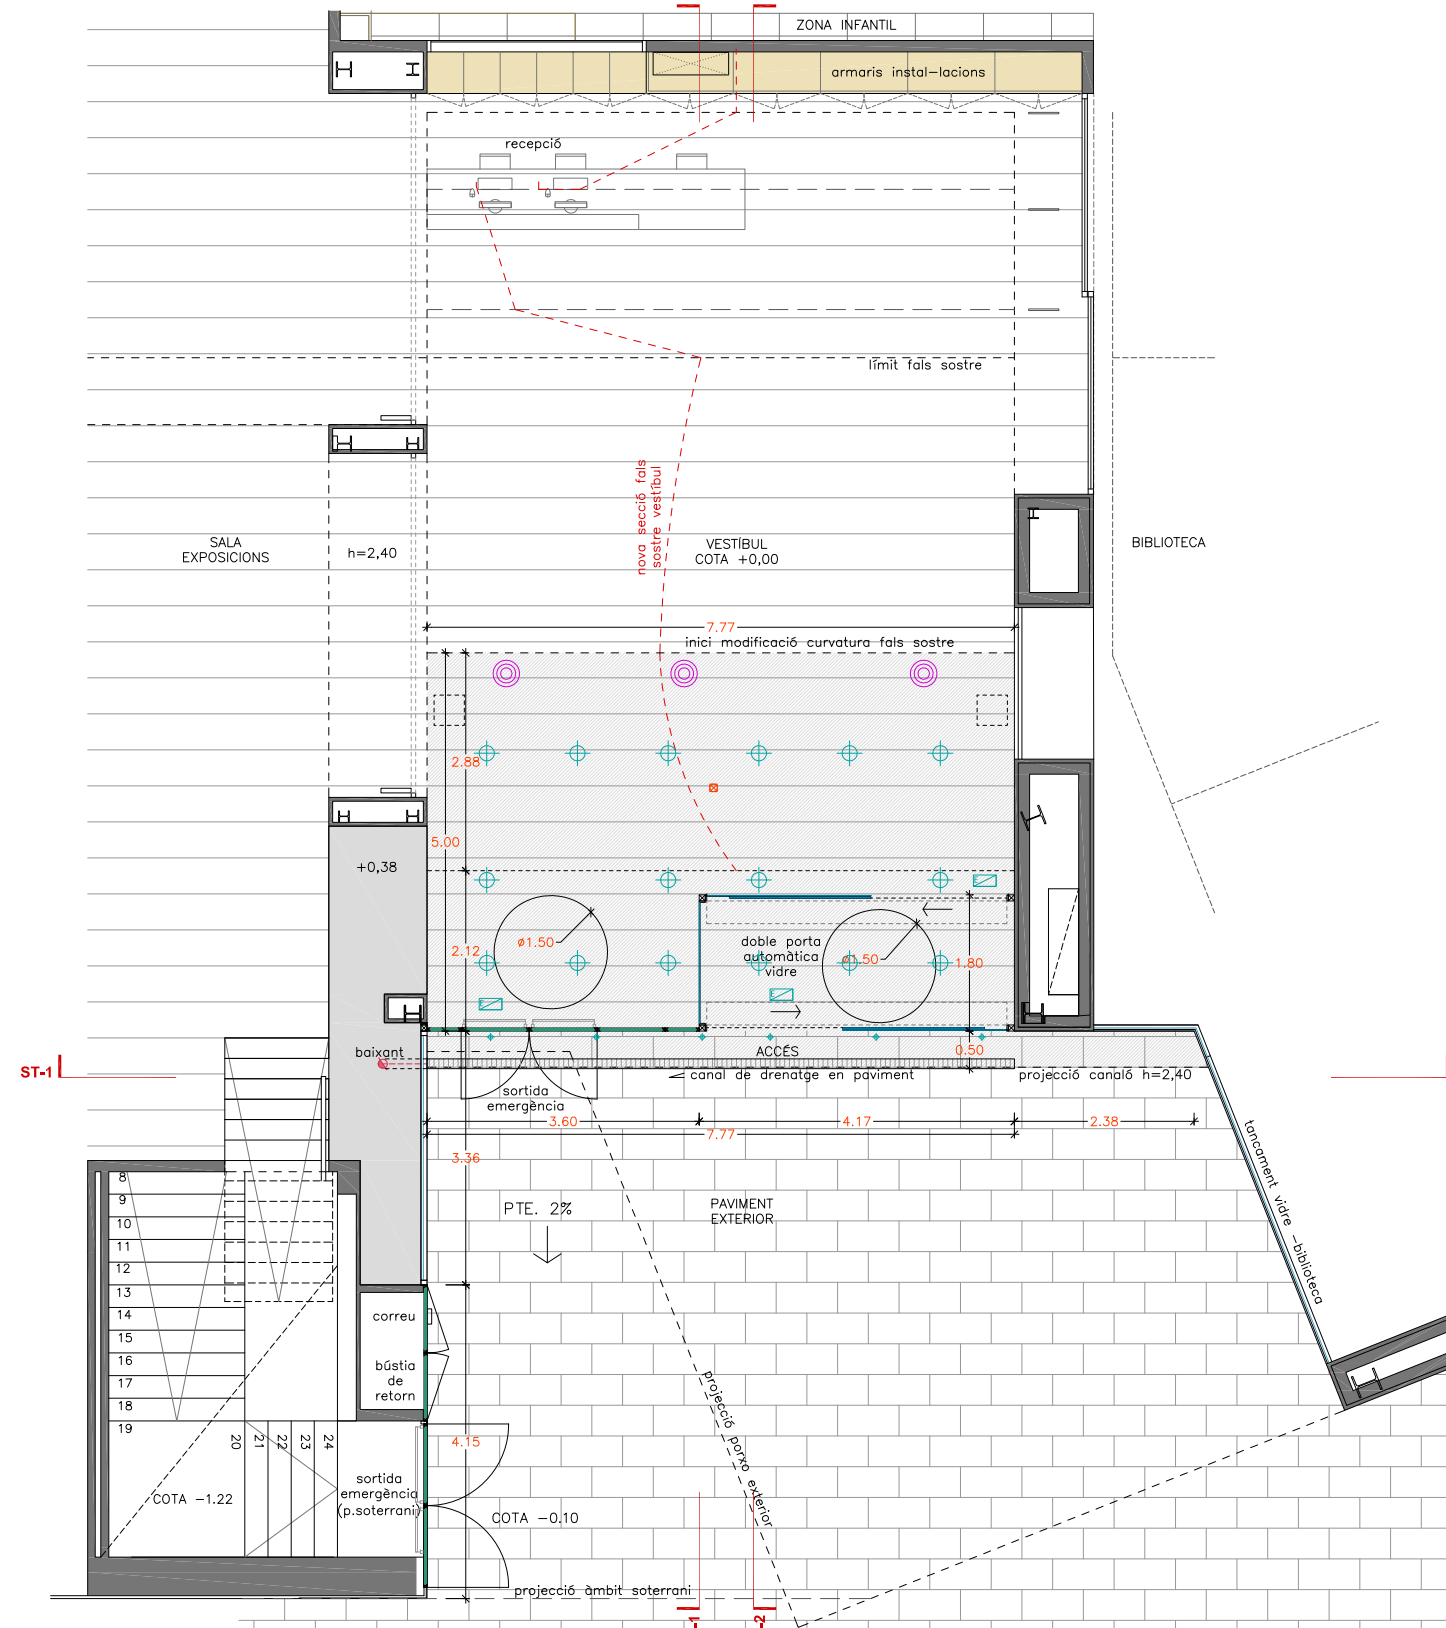 ZONA INFANTIL
armaris instal-lacions
recepció
límit fals sostre
nova secció fals
sostre vestíbul
SALA
EXPOSICIONS
h=2,40
VESTÍBUL
COTA +0,00
BIBLIOTECA
7.77
inici modificació curvatura fals sostre
2.88
5.00
+0,38
2.12
ø1.50
doble porta
automàtica
vidre
ø1.50
1.80
baixant
ACCÉS
0.50
ST-1
canal de drenatge en paviment
projecció canaló h=2,40
sortida
emergència
3.60
4.17
2.38
7.77
3.36
tancament vidre -biblioteca
8
9
10
11
12
13
14
15
16
17
18
19
PTE. 2%
PAVIMENT
EXTERIOR
correu
bústia
de
retorn
projecció porxo exterior
20
21
22
23
24
4.15
sortida
emergència
(p.soterrani)
COTA -1.22
COTA -0.10
projecció àmbit soterrani
-1
-2